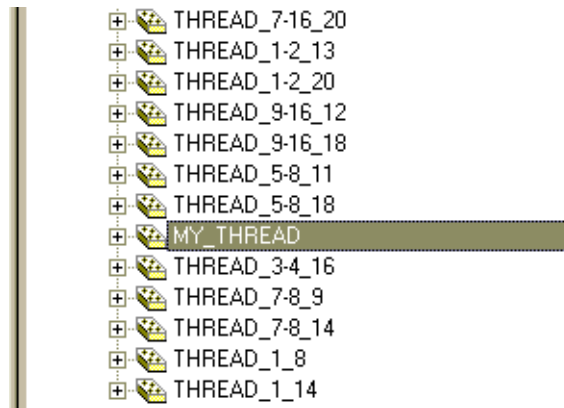 THREAD_7-16_20
THREAD_1-2_13
THREAD_1-2_20
THREAD_9-16_12
THREAD_9-16_18
THREAD_5-8_11
THREAD_5-8_18
MY_THREAD
THREAD_3-4_16
THREAD_7-8_9
THREAD_7-8_14
THREAD_1_8
THREAD_1_14